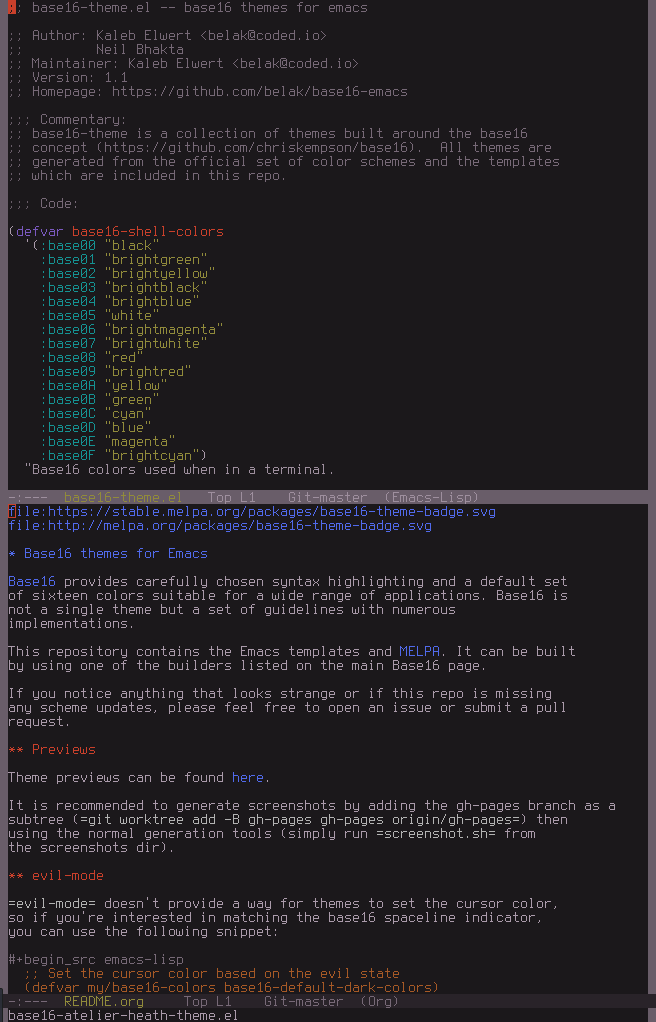 ;; base16-theme.el -- base16 themes for emacs
;; Author: Kaleb Elwert <belak@coded.io>
;;         Neil Bhakta
;; Maintainer: Kaleb Elwert <belak@coded.io>
;; Version: 1.1
;; Homepage: https://github.com/belak/base16-emacs
;;; Commentary:
;; base16-theme is a collection of themes built around the base16
;; concept (https://github.com/chriskempson/base16).  All themes are
;; generated from the official set of color schemes and the templates
;; which are included in this repo.
;;; Code:
(defvar base16-shell-colors
  '(:base00 "black"
    :base01 "brightgreen"
    :base02 "brightyellow"
    :base03 "brightblack"
    :base04 "brightblue"
    :base05 "white"
    :base06 "brightmagenta"
    :base07 "brightwhite"
    :base08 "red"
    :base09 "brightred"
    :base0A "yellow"
    :base0B "green"
    :base0C "cyan"
    :base0D "blue"
    :base0E "magenta"
    :base0F "brightcyan")
  "Base16 colors used when in a terminal.
-:---  base16-theme.el   Top L1    Git-master  (Emacs-Lisp)
file:https://stable.melpa.org/packages/base16-theme-badge.svg
file:http://melpa.org/packages/base16-theme-badge.svg
* Base16 themes for Emacs
Base16 provides carefully chosen syntax highlighting and a default set
of sixteen colors suitable for a wide range of applications. Base16 is
not a single theme but a set of guidelines with numerous
implementations.
This repository contains the Emacs templates and MELPA. It can be built
by using one of the builders listed on the main Base16 page.
If you notice anything that looks strange or if this repo is missing
any scheme updates, please feel free to open an issue or submit a pull
request.
** Previews
Theme previews can be found here.
It is recommended to generate screenshots by adding the gh-pages branch as a
subtree (=git worktree add -B gh-pages gh-pages origin/gh-pages=) then
using the normal generation tools (simply run =screenshot.sh= from
the screenshots dir).
** evil-mode
=evil-mode= doesn't provide a way for themes to set the cursor color,
so if you're interested in matching the base16 spaceline indicator,
you can use the following snippet:
#+begin_src emacs-lisp
  ;; Set the cursor color based on the evil state
  (defvar my/base16-colors base16-default-dark-colors)
-:---  README.org     Top L1    Git-master  (Org)
base16-atelier-heath-theme.el